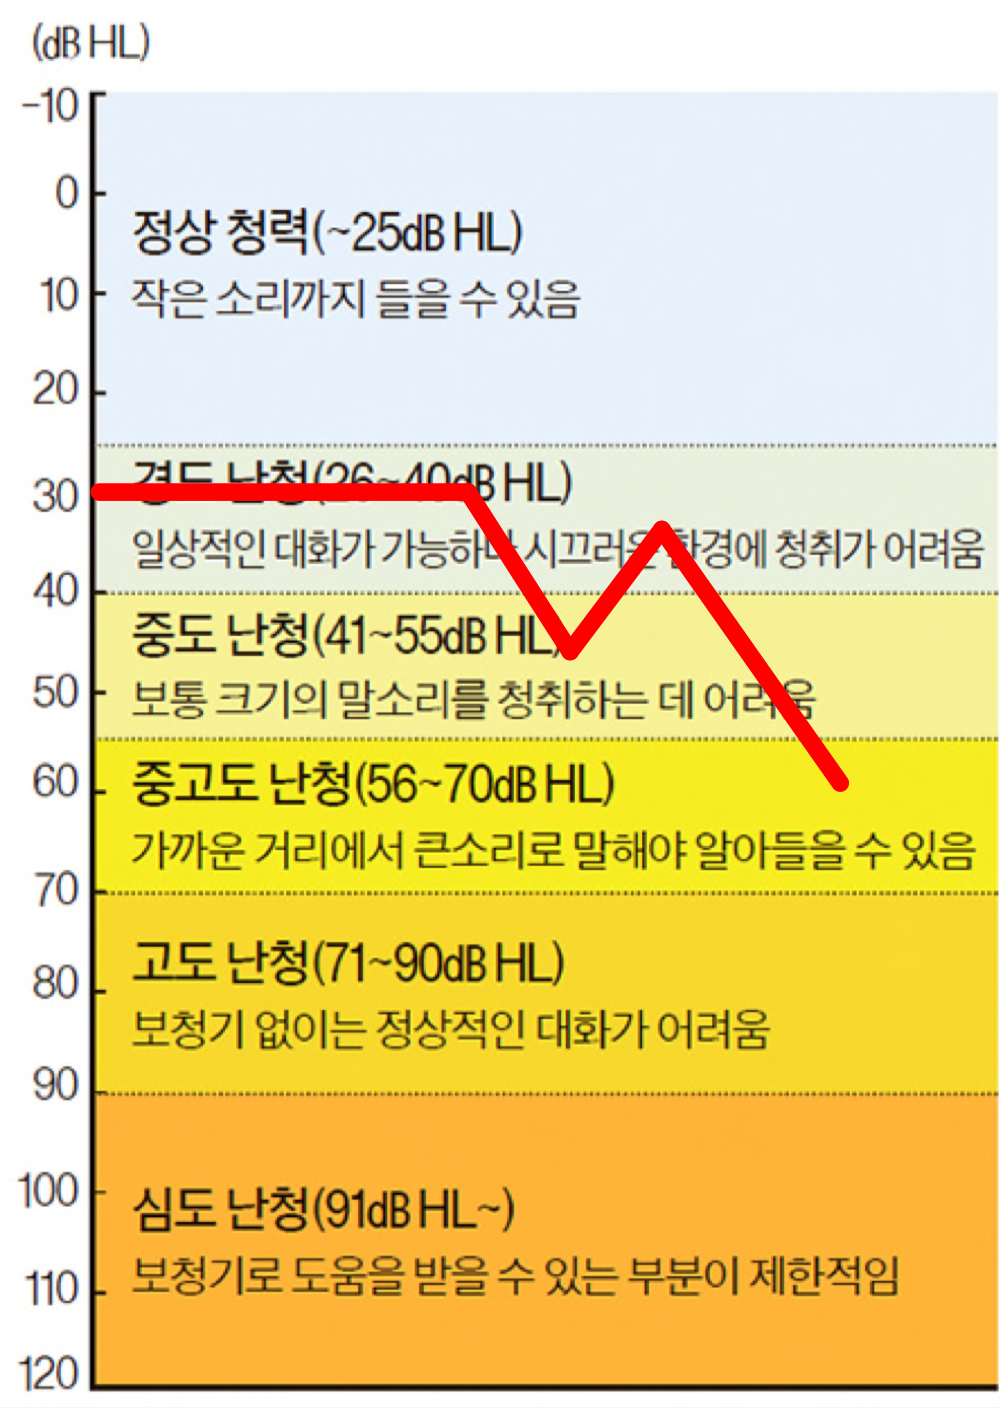 (dB HL)
-10
0
정상 청력(~25dB HL)
10
작은 소리까지 들을 수 있음
20
경도 난청(26~40dB HL)
30
일상적인 대화가 가능하나 시끄러운 환경에 청취가 어려움
40
중도 난청(41~55dB HL)
50
보통 크기의 말소리를 청취하는 데 어려움
60
중고도 난청(56~70dB HL)
가까운 거리에서 큰소리로 말해야 알아들을 수 있음
70
고도 난청(71~90dB HL)
80
보청기 없이는 정상적인 대화가 어려움
90
100
심도 난청(91dB HL~)
110
보청기로 도움을 받을 수 있는 부분이 제한적임
120